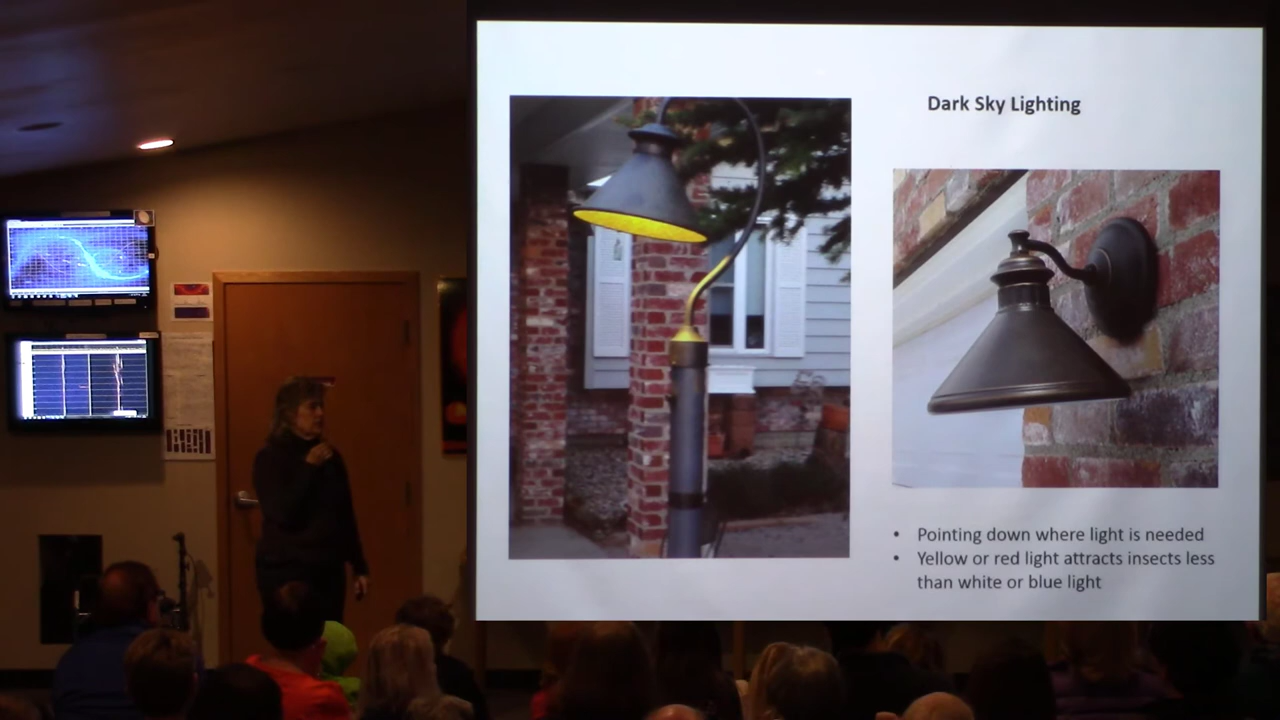 Dark Sky Lighting
• Pointing down where light is needed
• Yellow or red light attracts insects less
than white or blue light